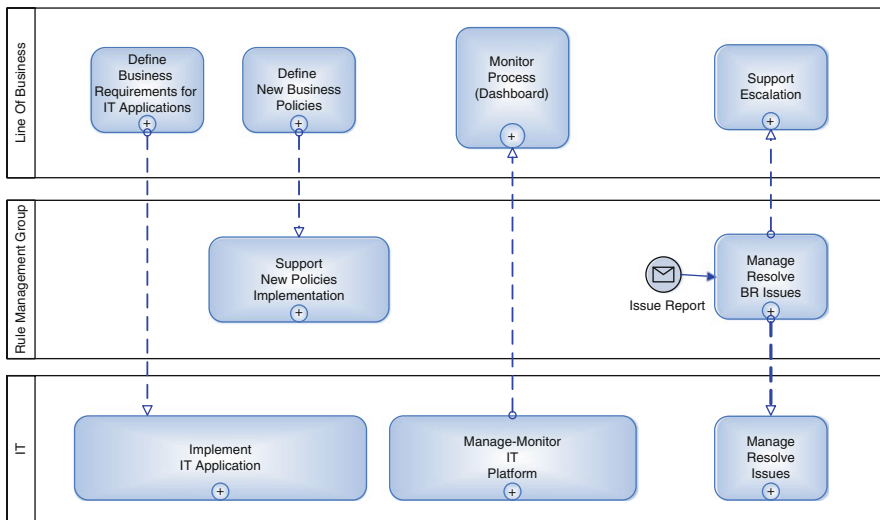 Line Of Business
Define
Business
Requirements for
IT Applications
Define
New Business
Policies
Monitor
Process
(Dashboard)
Support
Escalation
Rule Management Group
Support
New Policies
Implementation
Issue Report
Manage
Resolve
BR Issues
IT
Implement
IT Application
Manage-Monitor
IT
Platform
Manage
Resolve
Issues